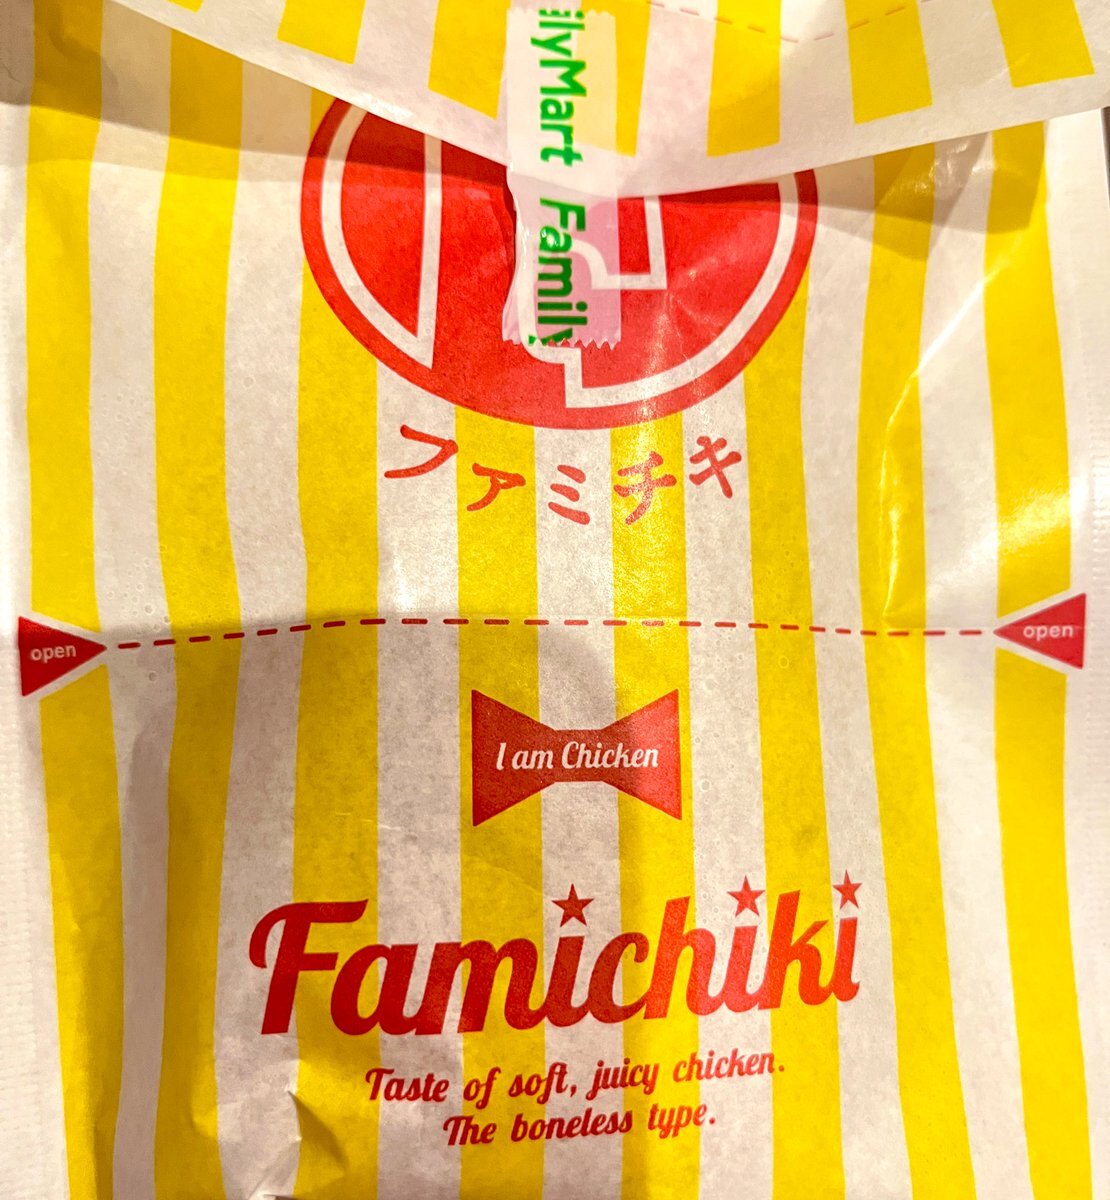 ilyMart Family
ファミチキ
open open
I am Chicken
Famichiki
Taste of soft, juicy chicken.
The boneless type.